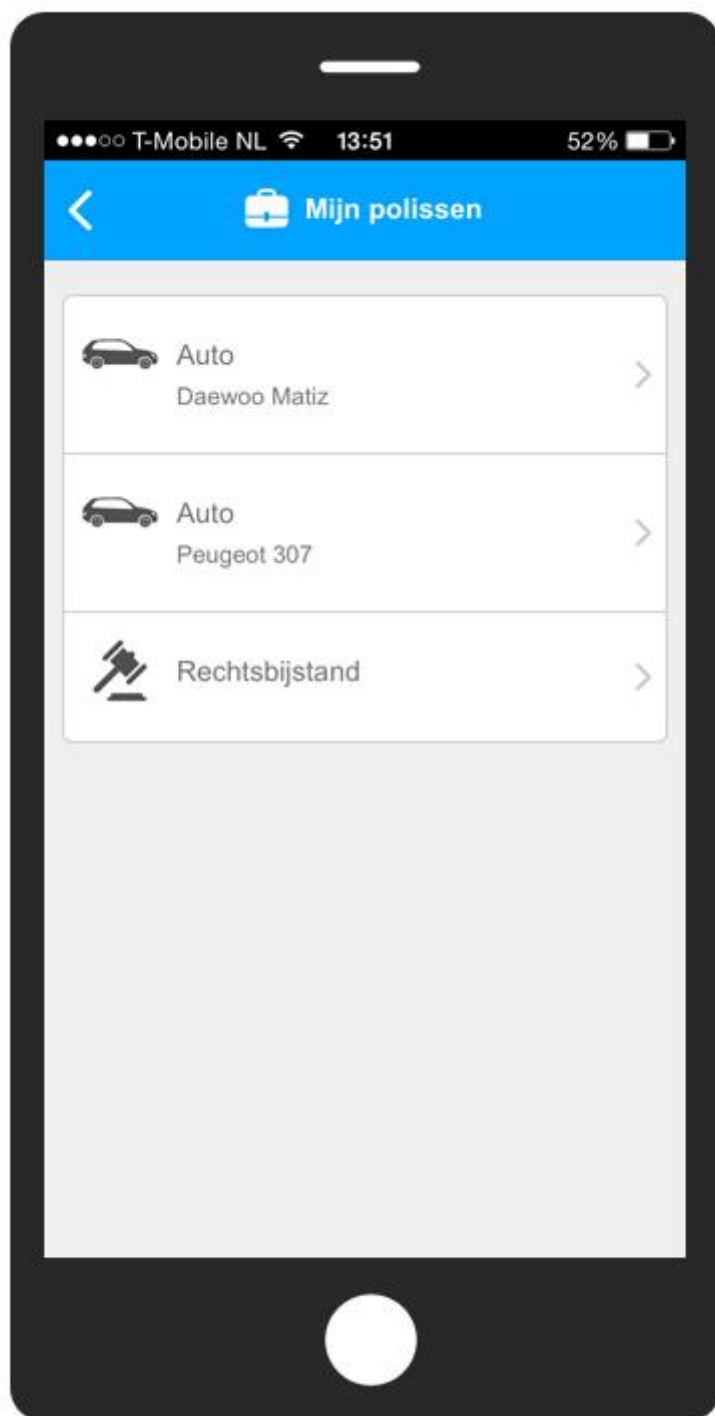 T-Mobile NL 13:51 52%
Mijn polissen
Auto
Daewoo Matiz
Auto
Peugeot 307
Rechtsbijstand